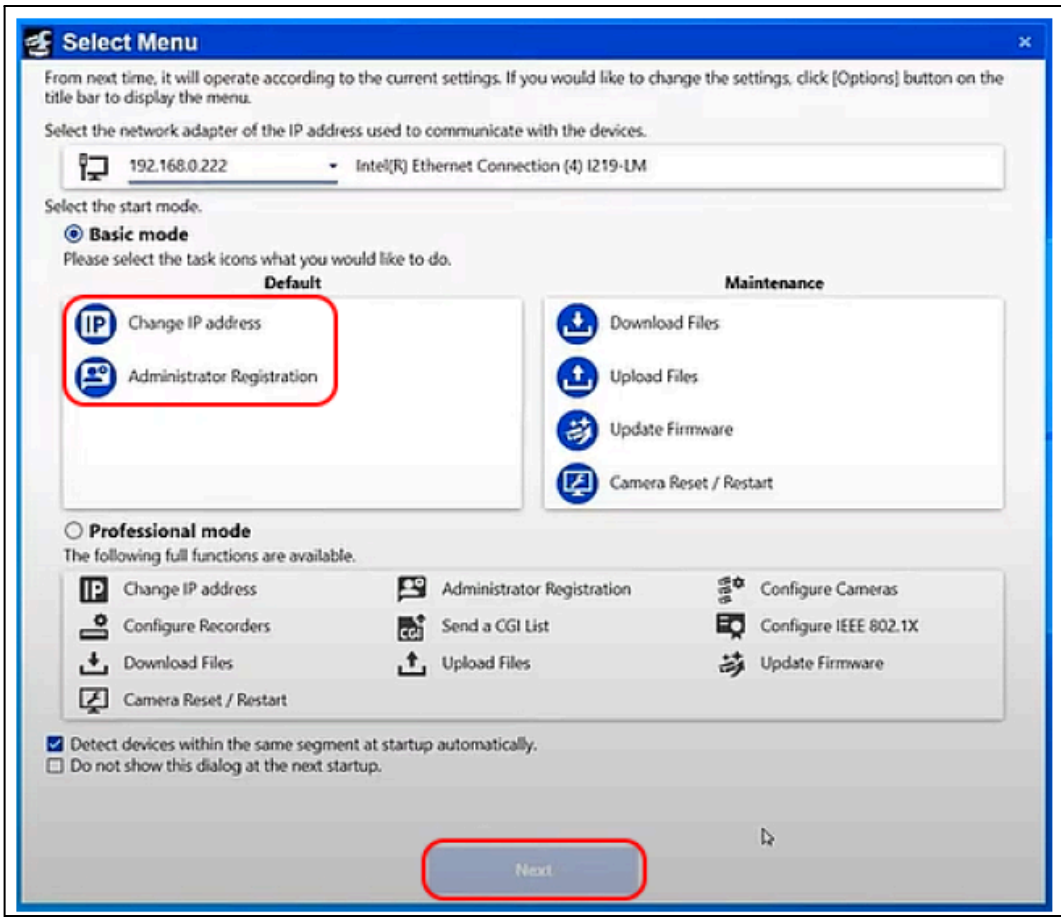 Select Menu
From next time, it will operate according to the current settings. If you would like to change the settings, click [Options] button on the
title bar to display the menu.
Select the network adapter of the IP address used to communicate with the devices.
192.168.0.222 Intel(R) Ethernet Connection (4) I219-LM
Select the start mode.
Basic mode
Please select the task icons what you would like to do.
Default Maintenance
IP Change IP address Download Files
Administrator Registration Upload Files
Update Firmware
Camera Reset / Restart
Professional mode
The following full functions are available.
IP Change IP address Administrator Registration Configure Cameras
Configure Recorders CGI Send a CGI List Configure IEEE 802.1X
Download Files Upload Files Update Firmware
Camera Reset / Restart
Detect devices within the same segment at startup automatically.
Do not show this dialog at the next startup.
Next